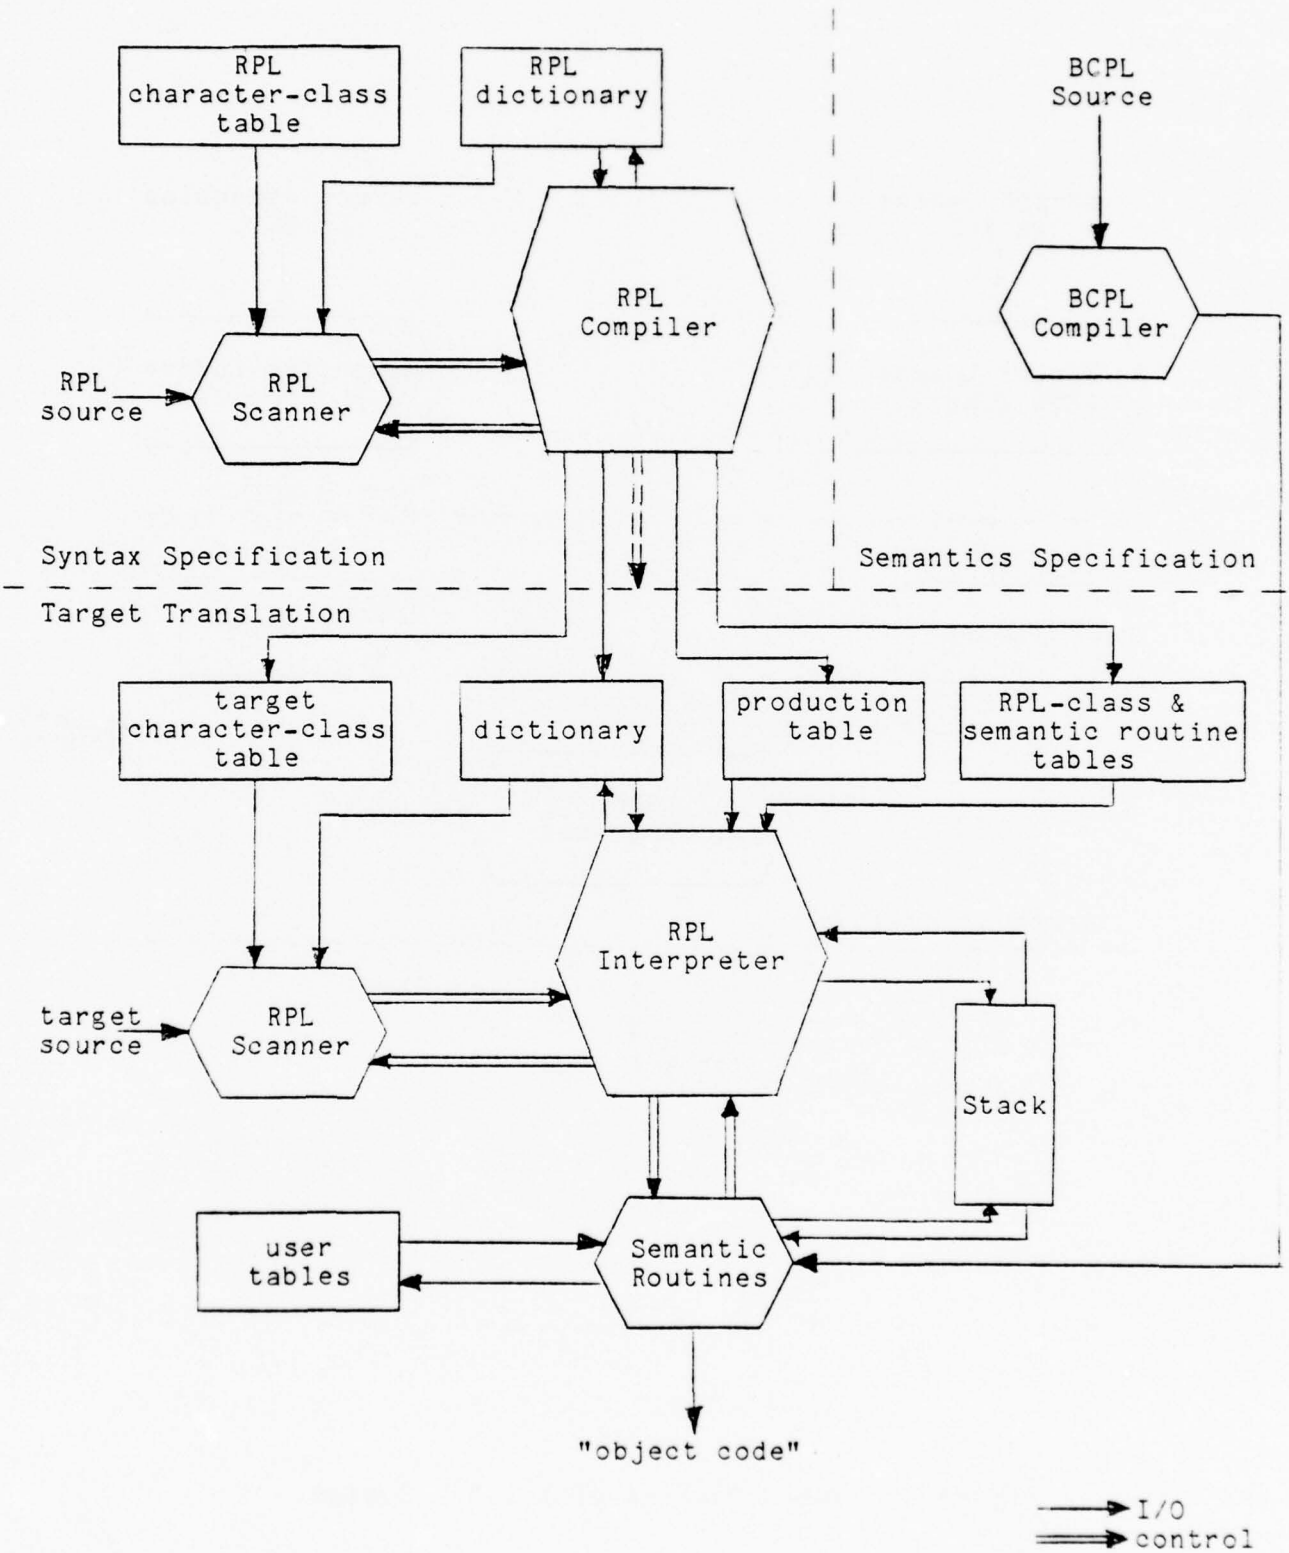 RPL
character-class
table
RPL
dictionary
BCPL
Source
RPL
Compiler
BCPL
Compiler
RPL
source
RPL
Scanner
Syntax Specification
Semantics Specification
Target Translation
target
character-class
table
dictionary
production
table
RPL-class &
semantic routine
tables
RPL
Interpreter
target
source
RPL
Scanner
Stack
user
tables
Semantic
Routines
"object code"
I/O
control